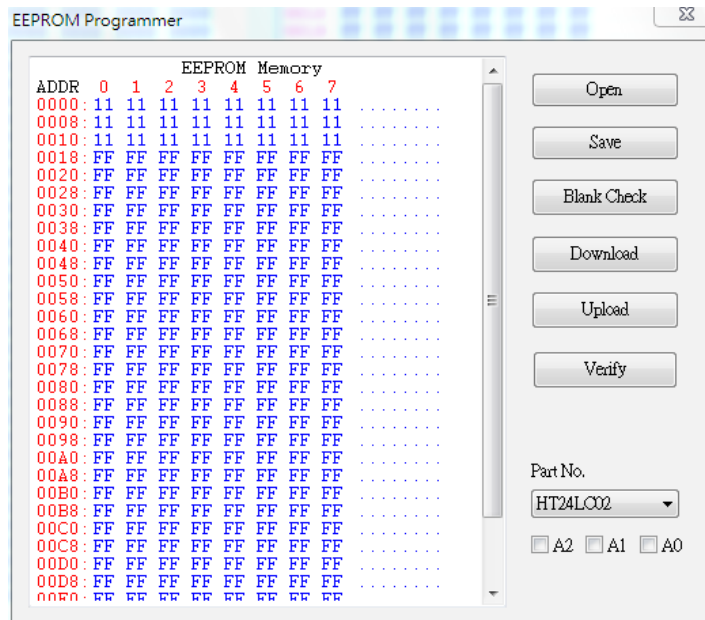 EEPROM Programmer
EEPROM Memory
ADDR 0 1 2 3 4 5 6 7
0000: 11 11 11 11 11 11 11 11 ........
0008: 11 11 11 11 11 11 11 11 ........
0010: 11 11 11 11 11 11 11 11 ........
0018: FF FF FF FF FF FF FF FF ........
0020: FF FF FF FF FF FF FF FF ........
0028: FF FF FF FF FF FF FF FF ........
0030: FF FF FF FF FF FF FF FF ........
0038: FF FF FF FF FF FF FF FF ........
0040: FF FF FF FF FF FF FF FF ........
0048: FF FF FF FF FF FF FF FF ........
0050: FF FF FF FF FF FF FF FF ........
0058: FF FF FF FF FF FF FF FF ........
0060: FF FF FF FF FF FF FF FF ........
0068: FF FF FF FF FF FF FF FF ........
0070: FF FF FF FF FF FF FF FF ........
0078: FF FF FF FF FF FF FF FF ........
0080: FF FF FF FF FF FF FF FF ........
0088: FF FF FF FF FF FF FF FF ........
0090: FF FF FF FF FF FF FF FF ........
0098: FF FF FF FF FF FF FF FF ........
00A0: FF FF FF FF FF FF FF FF ........
00A8: FF FF FF FF FF FF FF FF ........
00B0: FF FF FF FF FF FF FF FF ........
00B8: FF FF FF FF FF FF FF FF ........
00C0: FF FF FF FF FF FF FF FF ........
00C8: FF FF FF FF FF FF FF FF ........
00D0: FF FF FF FF FF FF FF FF ........
00D8: FF FF FF FF FF FF FF FF ........
00E0: FF FF FF FF FF FF FF FF
Open
Save
Blank Check
Download
Upload
Verify
Part No.
HT24LC02
A2 A1 A0